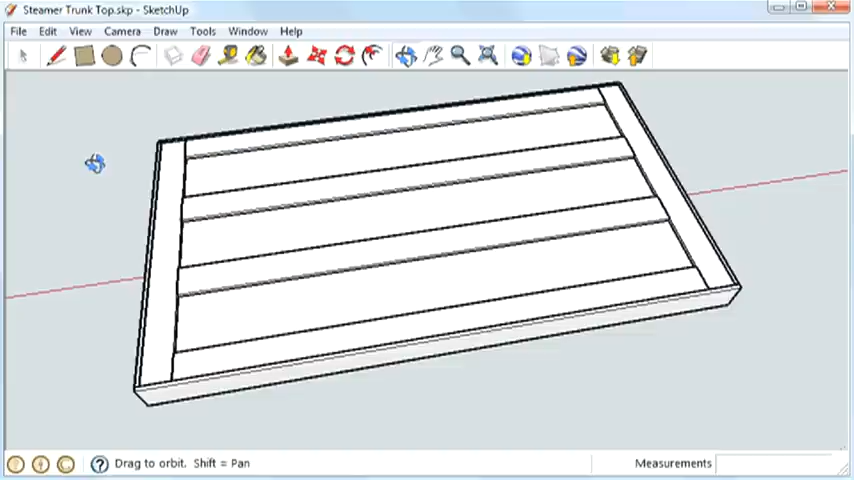 Steamer Trunk Top.skp - SketchUp
File Edit View Camera Draw Tools Window Help
Drag to orbit. Shift = Pan
Measurements